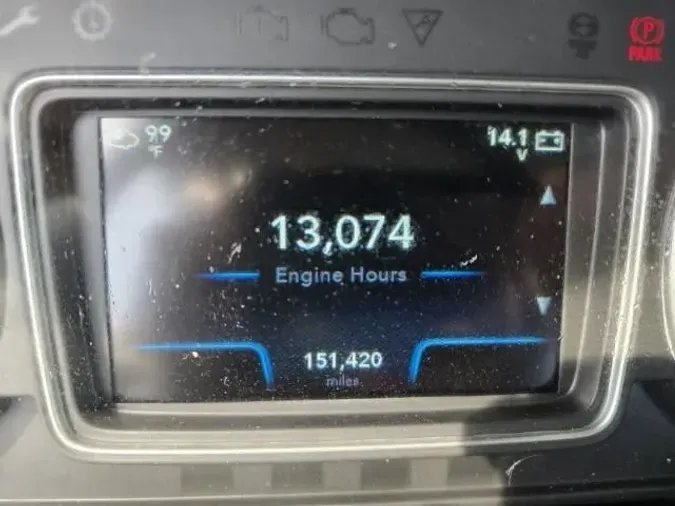 P
PARK
99
°F
14.1
V
13,074
Engine Hours
151,420
miles